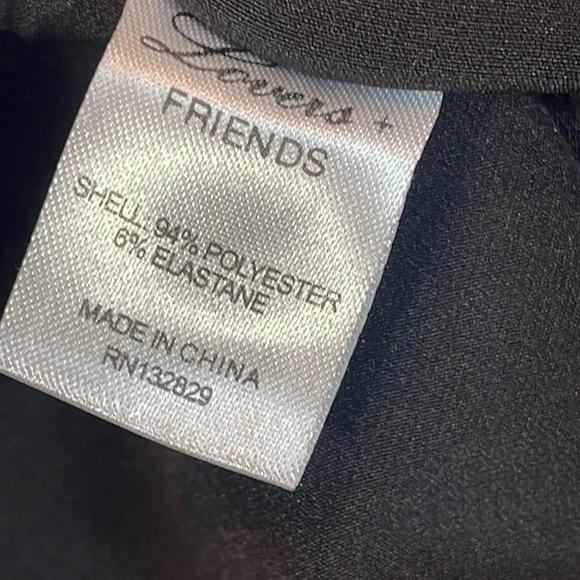 Lovers +
FRIENDS
SHELL: 94% POLYESTER
6% ELASTANE
MADE IN CHINA
RN132829